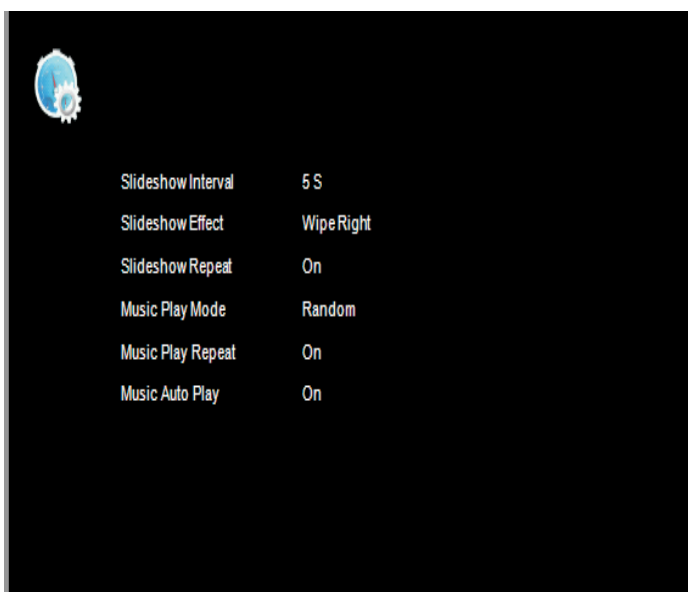 Slideshow Interval 5 S
Slideshow Effect Wipe Right
Slideshow Repeat On
Music Play Mode Random
Music Play Repeat On
Music Auto Play On